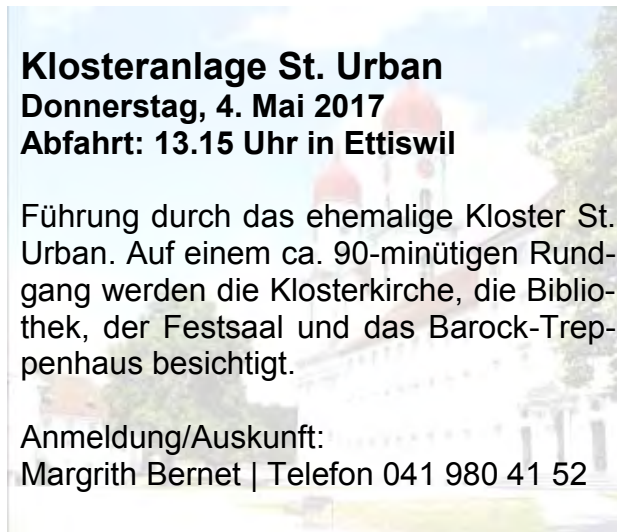 Klosteranlage St. Urban
Donnerstag, 4. Mai 2017
Abfahrt: 13.15 Uhr in Ettiswil
Führung durch das ehemalige Kloster St.
Urban. Auf einem ca. 90-minütigen Rund-
gang werden die Klosterkirche, die Biblio-
thek, der Festsaal und das Barock-Trep-
penhaus besichtigt.
Anmeldung/Auskunft:
Margrith Bernet | Telefon 041 980 41 52